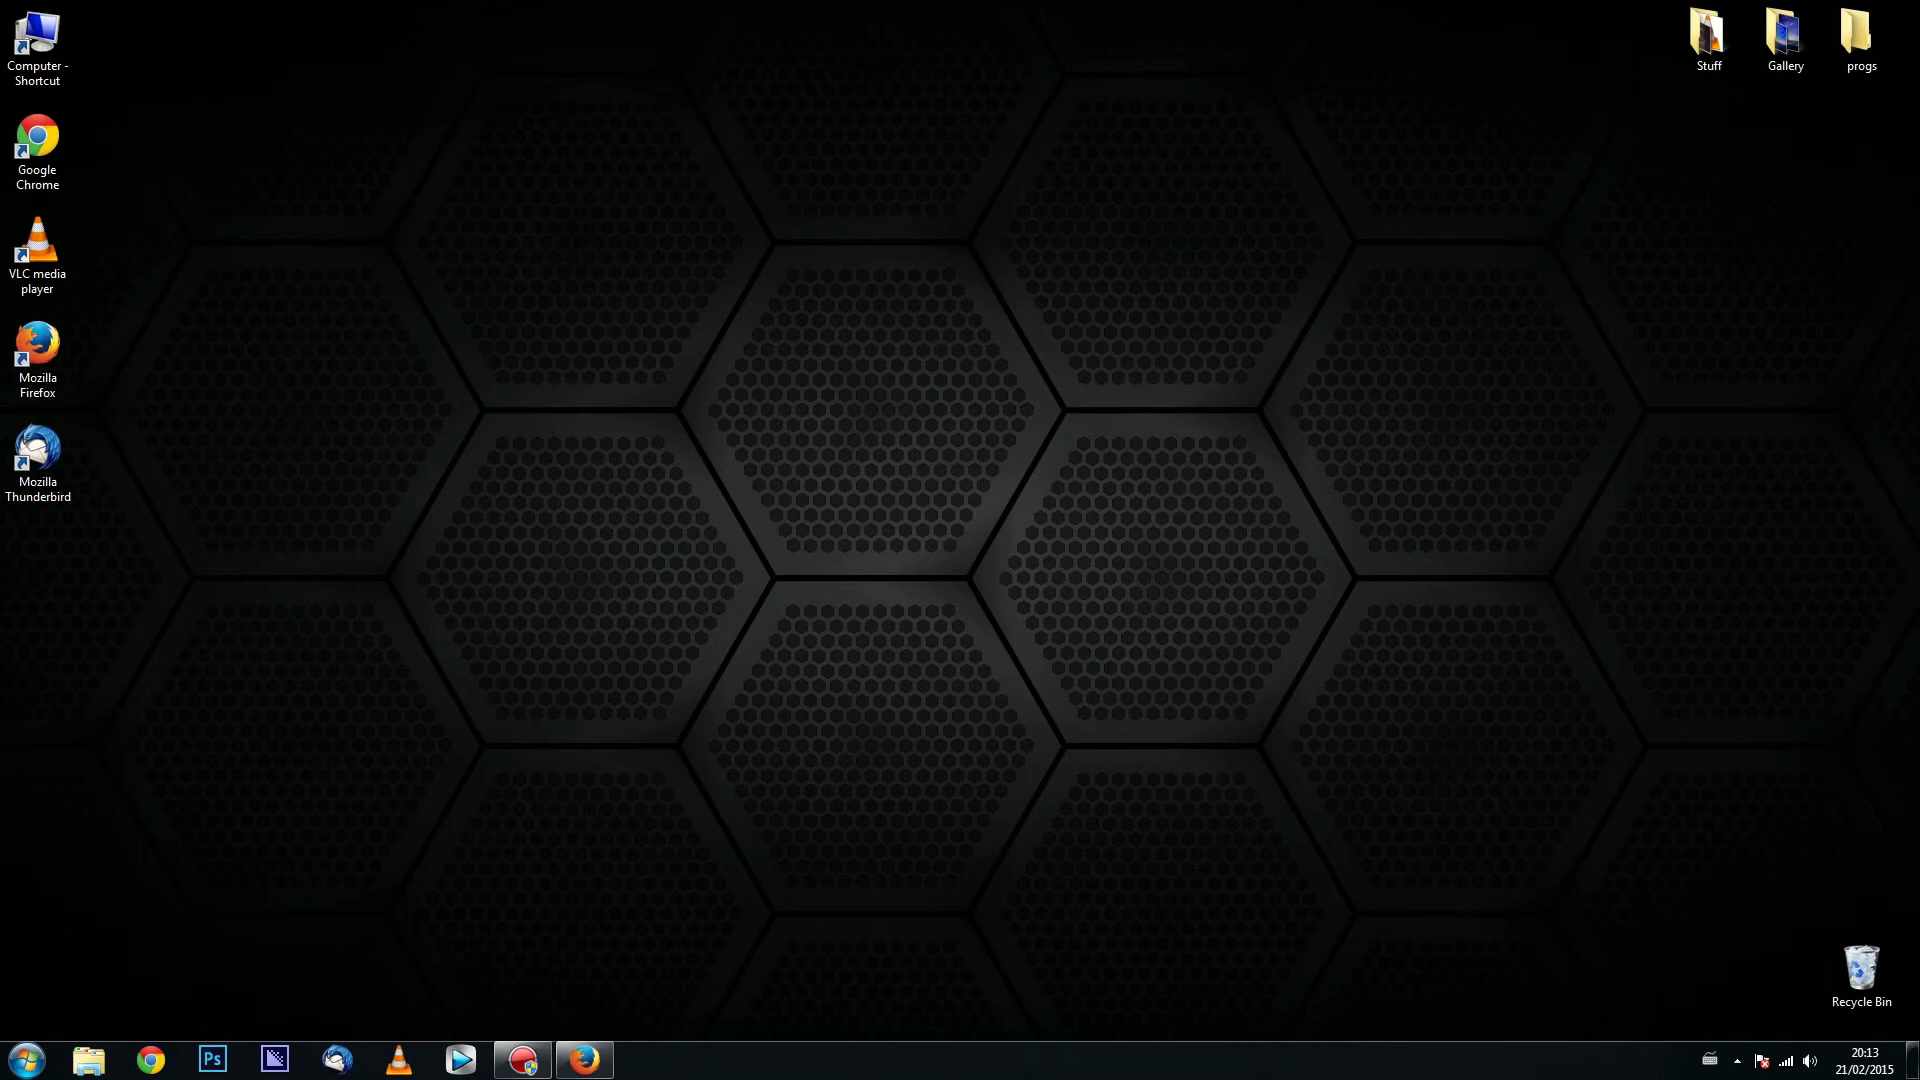 Computer -
Shortcut
Google
Chrome
VLC media
player
Mozilla
Firefox
Mozilla
Thunderbird
Stuff
Gallery
progs
Recycle Bin
Ps
20:13
21/02/2015